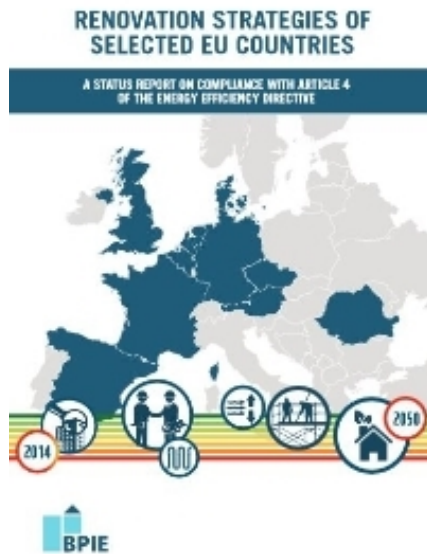 RENOVATION STRATEGIES OF
SELECTED EU COUNTRIES
A STATUS REPORT ON COMPLIANCE WITH ARTICLE 4
OF THE ENERGY EFFICIENCY DIRECTIVE
2050
2014
BPIE